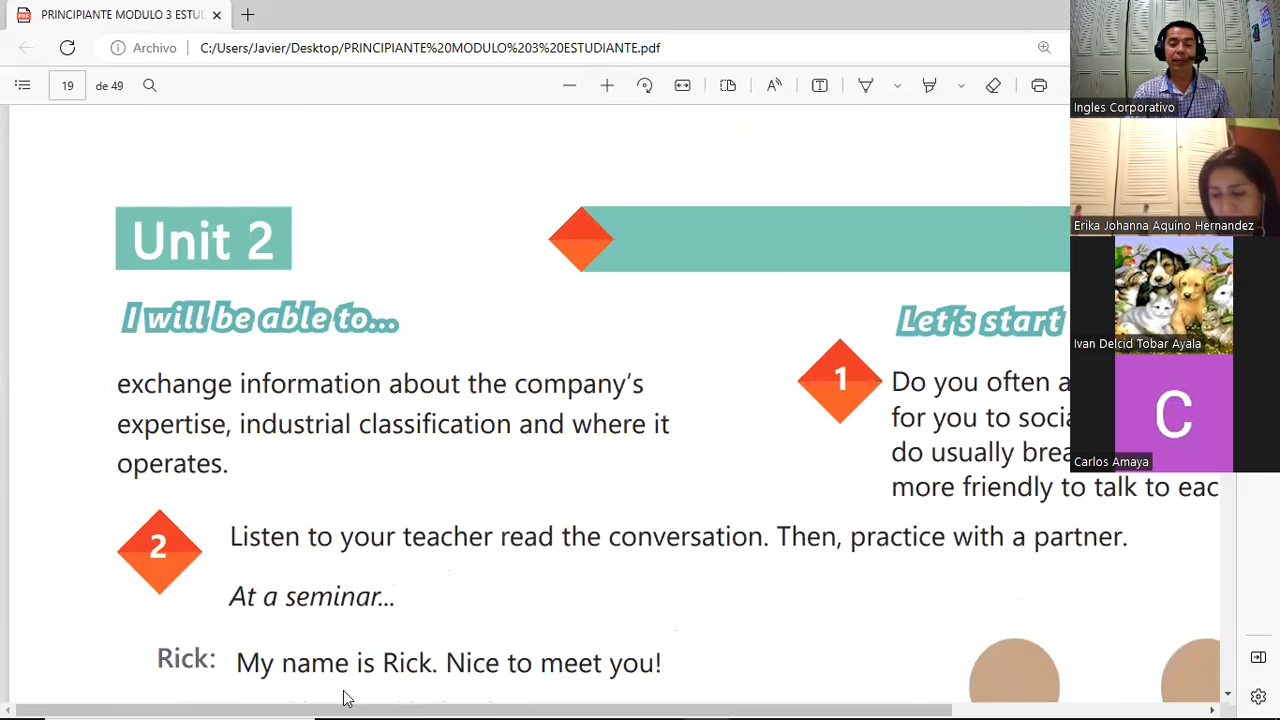 PRINCIPIANTE MODULO 3 ESTU
Archivo
C:/Users/Javier/Desktop/PRINCIPIANTE%20MODULO%203%20ESTUDIANTE.pdf
19
de 49
Unit 2
I will be able to...
Let's start
exchange information about the company's
expertise, industrial classification and where it
operates.
1
Do you often a
for you to socia
do usually brea
more friendly to talk to eac
2
Listen to your teacher read the conversation. Then, practice with a partner.
At a seminar...
Rick: My name is Rick. Nice to meet you!
Ingles Corporativo
Erika Johanna Aquino Hernandez
Ivan Delcid Tobar Ayala
C
Carlos Amaya